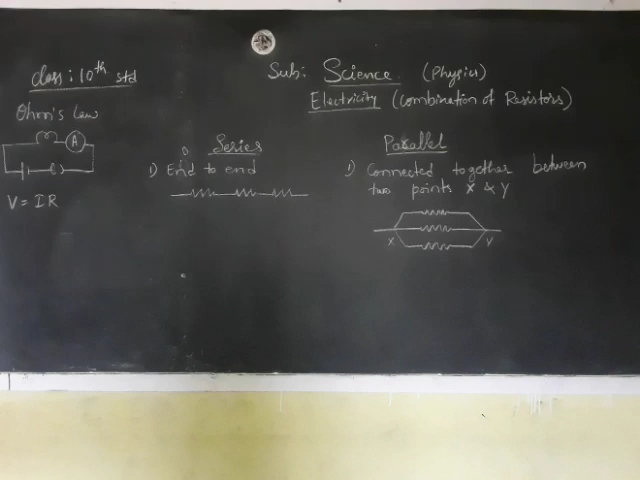 Class: 10th std
Sub: Science (Physics)
Electricity (Combination of Resistors)
Ohm's Law
A
V = IR
Series
1) End to end
Parallel
1) Connected together between
two points X & Y
X Y